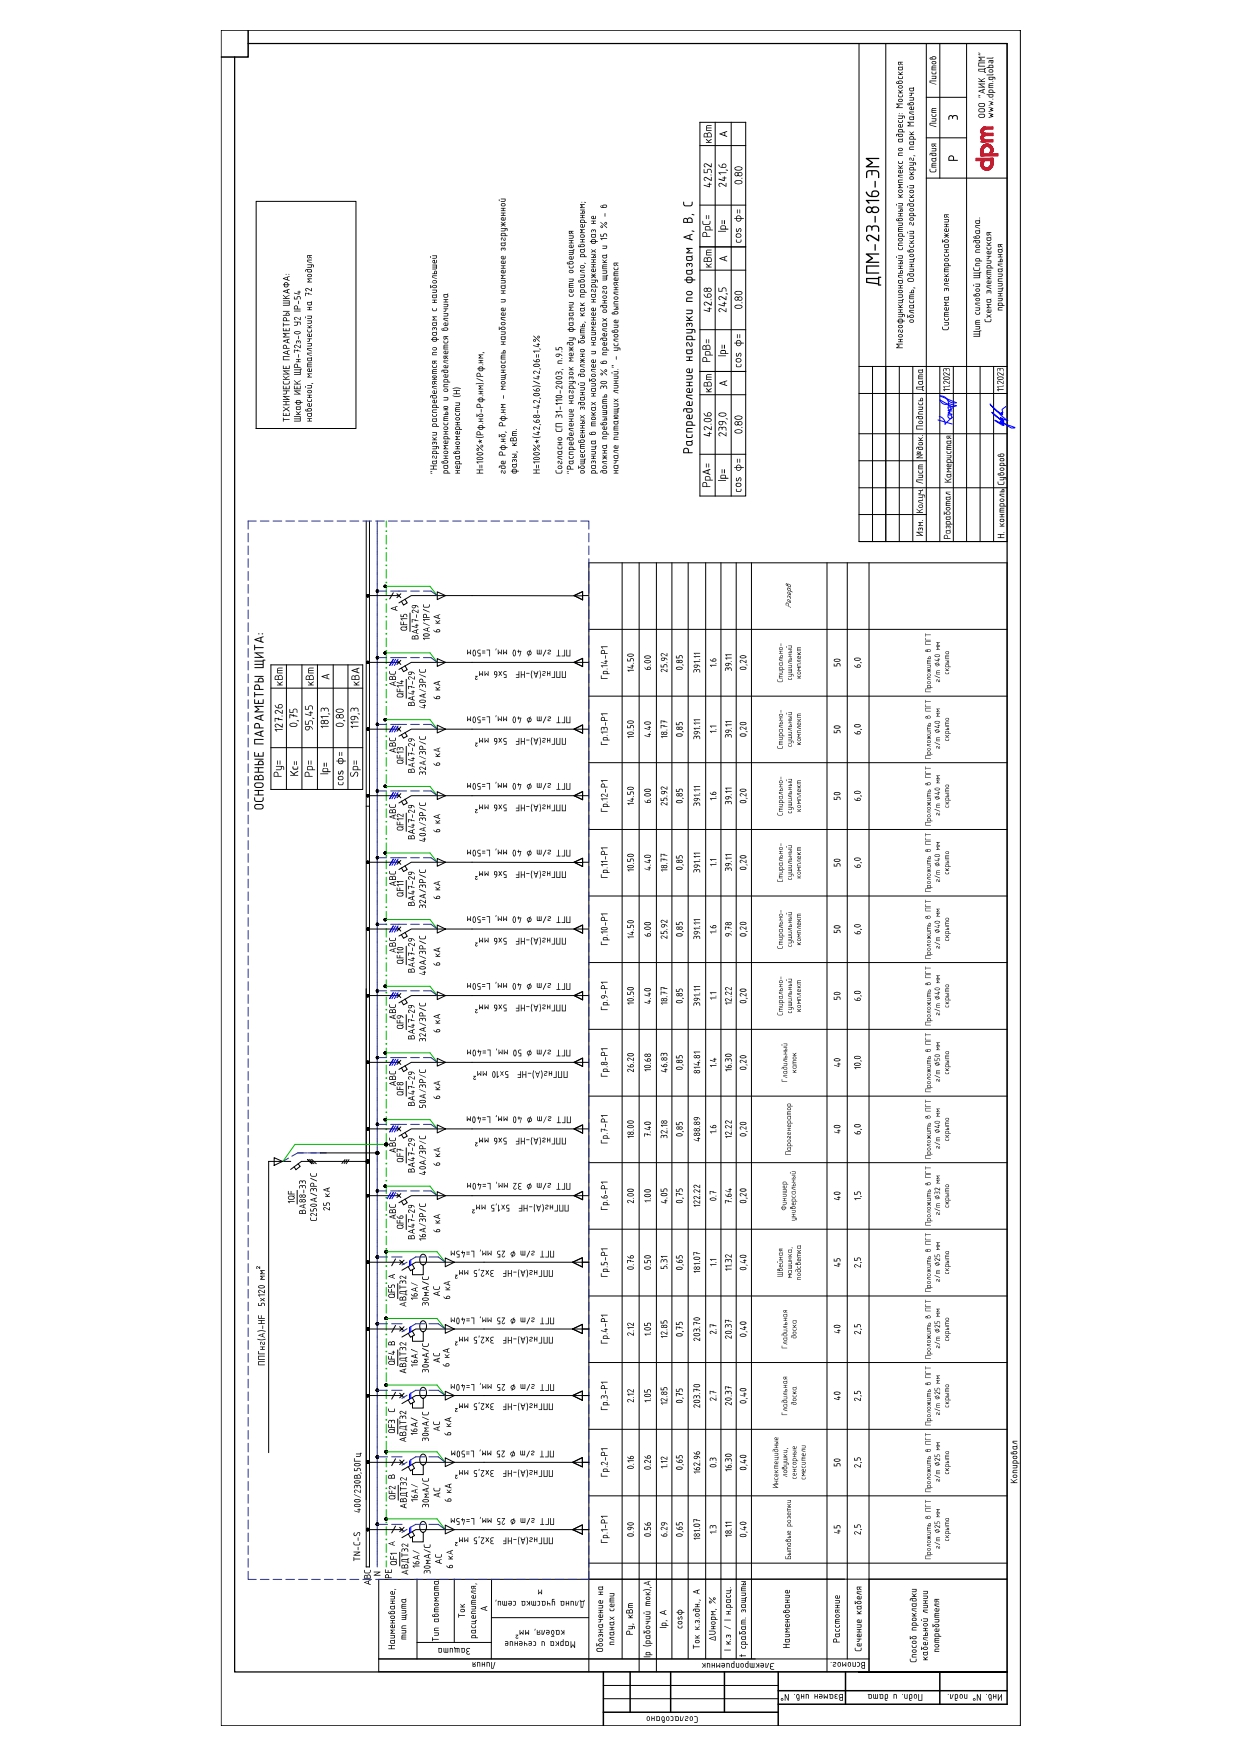 ОСНОВНЫЕ ПАРАМЕТРЫ ЩИТА:
Ру= 127.26 кВт
Кс= 0,75
Рр= 95,45 кВт
Iр= 181,3 А
cos ф= 0,80
Sp= 119,3 кВА
ТЕХНИЧЕСКИЕ ПАРАМЕТРЫ ШКАФА:
Шкаф ИЕК ЩРн-72з-0 У2 IP-54
навесной, металлический на 72 модуля
ППГнг(А)-HF 5х120 мм²
1QF
ВА88-33
С250А/3Р/С
25 кА
TN-C-S 400/230В,50Гц
АВС
N
РЕ
QF1 А
АВДТ32
16А/
30мА/С
АС
6 кА
QF2 В
АВДТ32
16А/
30мА/С
АС
6 кА
QF3 С
АВДТ32
16А/
30мА/С
АС
6 кА
QF4 В
АВДТ32
16А/
30мА/С
АС
6 кА
QF5 А
АВДТ32
16А/
30мА/С
АС
6 кА
АВС
QF6
ВА47-29
16А/3Р/С
6 кА
АВС
QF7
ВА47-29
40А/3Р/С
6 кА
QF8
ВА47-29
50А/3Р/С
6 кА
АВС
QF9
ВА47-29
32А/3Р/С
6 кА
АВС
QF10
ВА47-29
40А/3Р/С
6 кА
АВС
QF11
ВА47-29
32А/3Р/С
6 кА
АВС
QF12
ВА47-29
40А/3Р/С
6 кА
АВС
QF13
ВА47-29
32А/3Р/С
6 кА
АВС
QF14
ВА47-29
40А/3Р/С
6 кА
А
QF15
ВА47-29
10А/1Р/С
6 кА
ППГнг(А)-HF 3х2,5 мм² ПГТ г/т Ø 25 мм, L=45м
ППГнг(А)-HF 3х2,5 мм² ПГТ г/т Ø 25 мм, L=50м
ППГнг(А)-HF 3х2,5 мм² ПГТ г/т Ø 25 мм, L=40м
ППГнг(А)-HF 3х2,5 мм² ПГТ г/т Ø 25 мм, L=40м
ППГнг(А)-HF 3х2,5 мм² ПГТ г/т Ø 25 мм, L=45м
ППГнг(А)-HF 5х1,5 мм² ПГТ г/т Ø 32 мм, L=40м
ППГнг(А)-HF 5х6 мм² ПГТ г/т Ø 40 мм, L=40м
ППГнг(А)-HF 5х10 мм² ПГТ г/т Ø 50 мм, L=40м
ППГнг(А)-HF 5х6 мм² ПГТ г/т Ø 40 мм, L=50м
ППГнг(А)-HF 5х6 мм² ПГТ г/т Ø 40 мм, L=50м
ППГнг(А)-HF 5х6 мм² ПГТ г/т Ø 40 мм, L=50м
ППГнг(А)-HF 5х6 мм² ПГТ г/т Ø 40 мм, L=50м
ППГнг(А)-HF 5х6 мм² ПГТ г/т Ø 40 мм, L=50м
ППГнг(А)-HF 5х6 мм² ПГТ г/т Ø 40 мм, L=50м
Линия
Наименование,
тип щита
Защита
Тип автомата
Ток
расцепителя,
А
Марка и сечение
кабеля, мм²
Длина участка сети,
м
Электроприемник
Обозначение на
планах сети
Гр.1-Р1 Гр.2-Р1 Гр.3-Р1 Гр.4-Р1 Гр.5-Р1 Гр.6-Р1 Гр.7-Р1 Гр.8-Р1 Гр.9-Р1 Гр.10-Р1 Гр.11-Р1 Гр.12-Р1 Гр.13-Р1 Гр.14-Р1
Ру, кВт 0.90 0.16 2.12 2.12 0.76 2.00 18.00 26.20 10.50 14.50 10.50 14.50 10.50 14.50
Iр (рабочий ток),А 0.56 0.26 1.05 1.05 0.50 1.00 7.40 10.68 4.40 6.00 4.40 6.00 4.40 6.00
Iр, А 6.29 1.12 12.85 12.85 5.31 4.05 32.18 46.83 18.77 25.92 18.77 25.92 18.77 25.92
cosф 0,65 0,65 0,75 0,75 0,65 0,75 0,85 0,85 0,85 0,85 0,85 0,85 0,85 0,85
Ток к.з.одн., А 181.07 162.96 203.70 203.70 181.07 122.22 488.89 814.81 391.11 391.11 391.11 391.11 391.11 391.11
ΔUнорм, % 1.3 0.3 2.7 2.7 1.1 0.7 1.6 1.4 1.1 1.6 1.1 1.6 1.1 1.6
I к.з / I н.расц. 18.11 16.30 20.37 20.37 11.32 7.64 12.22 16.30 12.22 9.78 39.11 39.11 39.11 39.11
t срабат. защиты 0,40 0,40 0,40 0,40 0,40 0,20 0,20 0,20 0,20 0,20 0,20 0,20 0,20 0,20
Наименование
Бытовые розетки
Инсектецидные
ловушки,
сенсорные
смесители
Гладильная
доска
Гладильная
доска
Швейная
машинка,
подсветка
Финишер
универсальный
Парогенератор
Гладильный
каток
Стирально-
сушильный
комплект
Стирально-
сушильный
комплект
Стирально-
сушильный
комплект
Стирально-
сушильный
комплект
Стирально-
сушильный
комплект
Стирально-
сушильный
комплект
Резерв
Вспомог.
Расстояние 45 50 40 40 45 40 40 40 50 50 50 50 50 50
Сечение кабеля 2,5 2,5 2,5 2,5 2,5 1,5 6,0 10,0 6,0 6,0 6,0 6,0 6,0 6,0
Способ прокладки
кабельной линии
потребителя
Проложить в ПГТ
г/т Ф25 мм
скрыто
Проложить в ПГТ
г/т Ф25 мм
скрыто
Проложить в ПГТ
г/т Ф25 мм
скрыто
Проложить в ПГТ
г/т Ф25 мм
скрыто
Проложить в ПГТ
г/т Ф25 мм
скрыто
Проложить в ПГТ
г/т Ф32 мм
скрыто
Проложить в ПГТ
г/т Ф40 мм
скрыто
Проложить в ПГТ
г/т Ф50 мм
скрыто
Проложить в ПГТ
г/т Ф40 мм
скрыто
Проложить в ПГТ
г/т Ф40 мм
скрыто
Проложить в ПГТ
г/т Ф40 мм
скрыто
Проложить в ПГТ
г/т Ф40 мм
скрыто
Проложить в ПГТ
г/т Ф40 мм
скрыто
Проложить в ПГТ
г/т Ф40 мм
скрыто
"Нагрузки распределяются по фазам с наибольшей
равномерностью и определяется величина
неравномерности (Н)
Н=100%*(Рф.нб-Рф.нм)/Рф.нм,
где Рф.нб, Рф.нм - мощность наиболее и наименее загруженной
фазы, кВт.
Н=100%*(42,68-42,06)/42,06=1,4%
Согласно СП 31-110-2003, п.9.5
"Распределение нагрузок между фазами сети освещения
общественных зданий должно быть, как правило, равномерным;
разница в токах наиболее и наименее нагруженных фаз не
должна превышать 30 % в пределах одного щитка и 15 % - в
начале питающих линий." - условие выполняется
Распределение нагрузки по фазам А, В, С
РрА= 42.06 кВт РрВ= 42.68 кВт РрС= 42.52 кВт
Iр= 239,0 А Iр= 242,5 А Iр= 241,6 А
cos ф= 0.80 cos ф= 0.80 cos ф= 0.80
ДПМ-23-816-ЭМ
Многофункциональный спортивный комплекс по адресу: Московская
область, Одинцовский городской округ, парк Малевича
Изм. Колуч. Лист №док. Подпись Дата
Разработал Камеристая 11.2023
Н. контроль Суворов 11.2023
Система электроснабжения
Стадия Лист Листов
Р 3
Щит силовой ЩСпр подвала.
Схема электрическая
принципиальная
dpm
ООО "АИК ДПМ"
www.dpm.global
Копировал
Согласовано
Взамен инв. №
Подп. и дата
Инв. № подл.